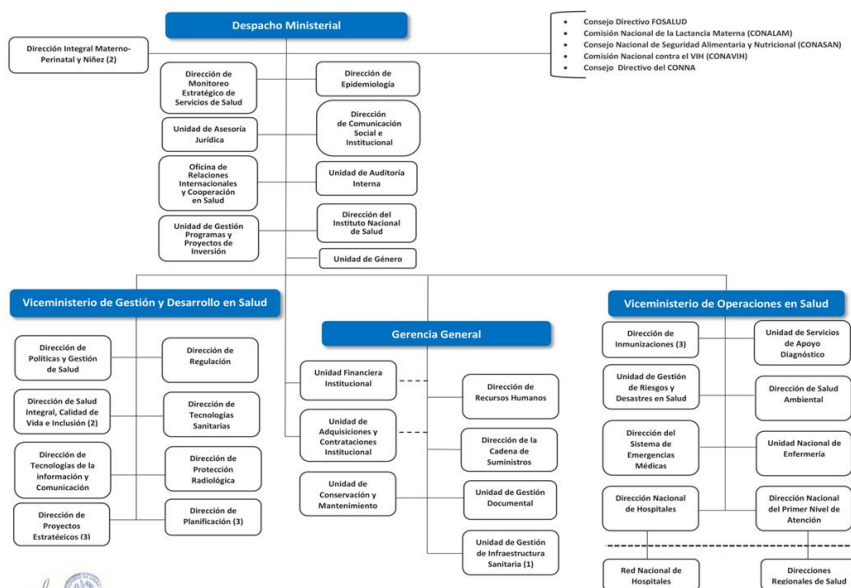 Despacho Ministerial
• Consejo Directivo FOSALUD
• Comisión Nacional de la Lactancia Materna (CONALAM)
• Consejo Nacional de Seguridad Alimentaria y Nutricional (CONASAN)
• Comisión Nacional contra el VIH (CONAVIH)
• Consejo Directivo del CONNA
Dirección Integral Materno-
Perinatal y Niñez (2)
Dirección de
Monitoreo
Estratégico de
Servicios de Salud
Dirección de
Epidemiología
Unidad de Asesoría
Jurídica
Dirección
de Comunicación
Social e
Institucional
Oficina de
Relaciones
Internacionales
y Cooperación
en Salud
Unidad de Auditoría
Interna
Unidad de Gestión
Programas y
Proyectos de
Inversión
Dirección del
Instituto Nacional
de Salud
Unidad de Género
Viceministerio de Gestión y Desarrollo en Salud
Dirección de
Políticas y Gestión
de Salud
Dirección de
Regulación
Dirección de Salud
Integral, Calidad de
Vida e Inclusión (2)
Dirección de
Tecnologías
Sanitarias
Dirección de
Tecnologías de la
información y
Comunicación
Dirección de
Protección
Radiológica
Dirección de
Proyectos
Estratégicos (3)
Dirección de
Planificación (3)
Gerencia General
Unidad Financiera
Institucional
Dirección de
Recursos Humanos
Unidad de
Adquisiciones y
Contrataciones
Institucional
Dirección de la
Cadena de
Suministros
Unidad de
Conservación y
Mantenimiento
Unidad de Gestión
Documental
Unidad de Gestión
de Infraestructura
Sanitaria (1)
Viceministerio de Operaciones en Salud
Dirección de
Inmunizaciones (3)
Unidad de Servicios
de Apoyo
Diagnóstico
Unidad de Gestión
de Riesgos y
Desastres en Salud
Dirección de Salud
Ambiental
Dirección del
Sistema de
Emergencias
Médicas
Unidad Nacional de
Enfermería
Dirección Nacional
de Hospitales
Dirección Nacional
del Primer Nivel de
Atención
Red Nacional de
Hospitales
Direcciones
Regionales de Salud